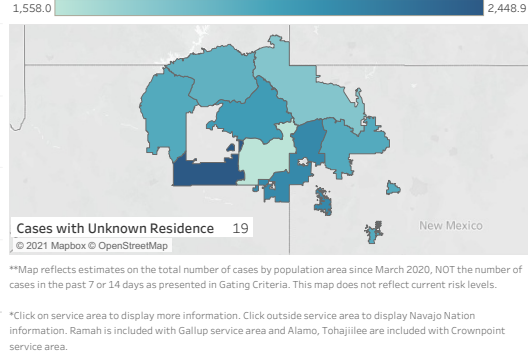 1,558.0 2,448.9
New Mexico
Cases with Unknown Residence 19
© 2021 Mapbox © OpenStreetMap
**Map reflects estimates on the total number of cases by population area since March 2020, NOT the number of
cases in the past 7 or 14 days as presented in Gating Criteria. This map does not reflect current risk levels.
*Click on service area to display more information. Click outside service area to display Navajo Nation
information. Ramah is included with Gallup service area and Alamo, Tohajiilee are included with Crownpoint
service area.